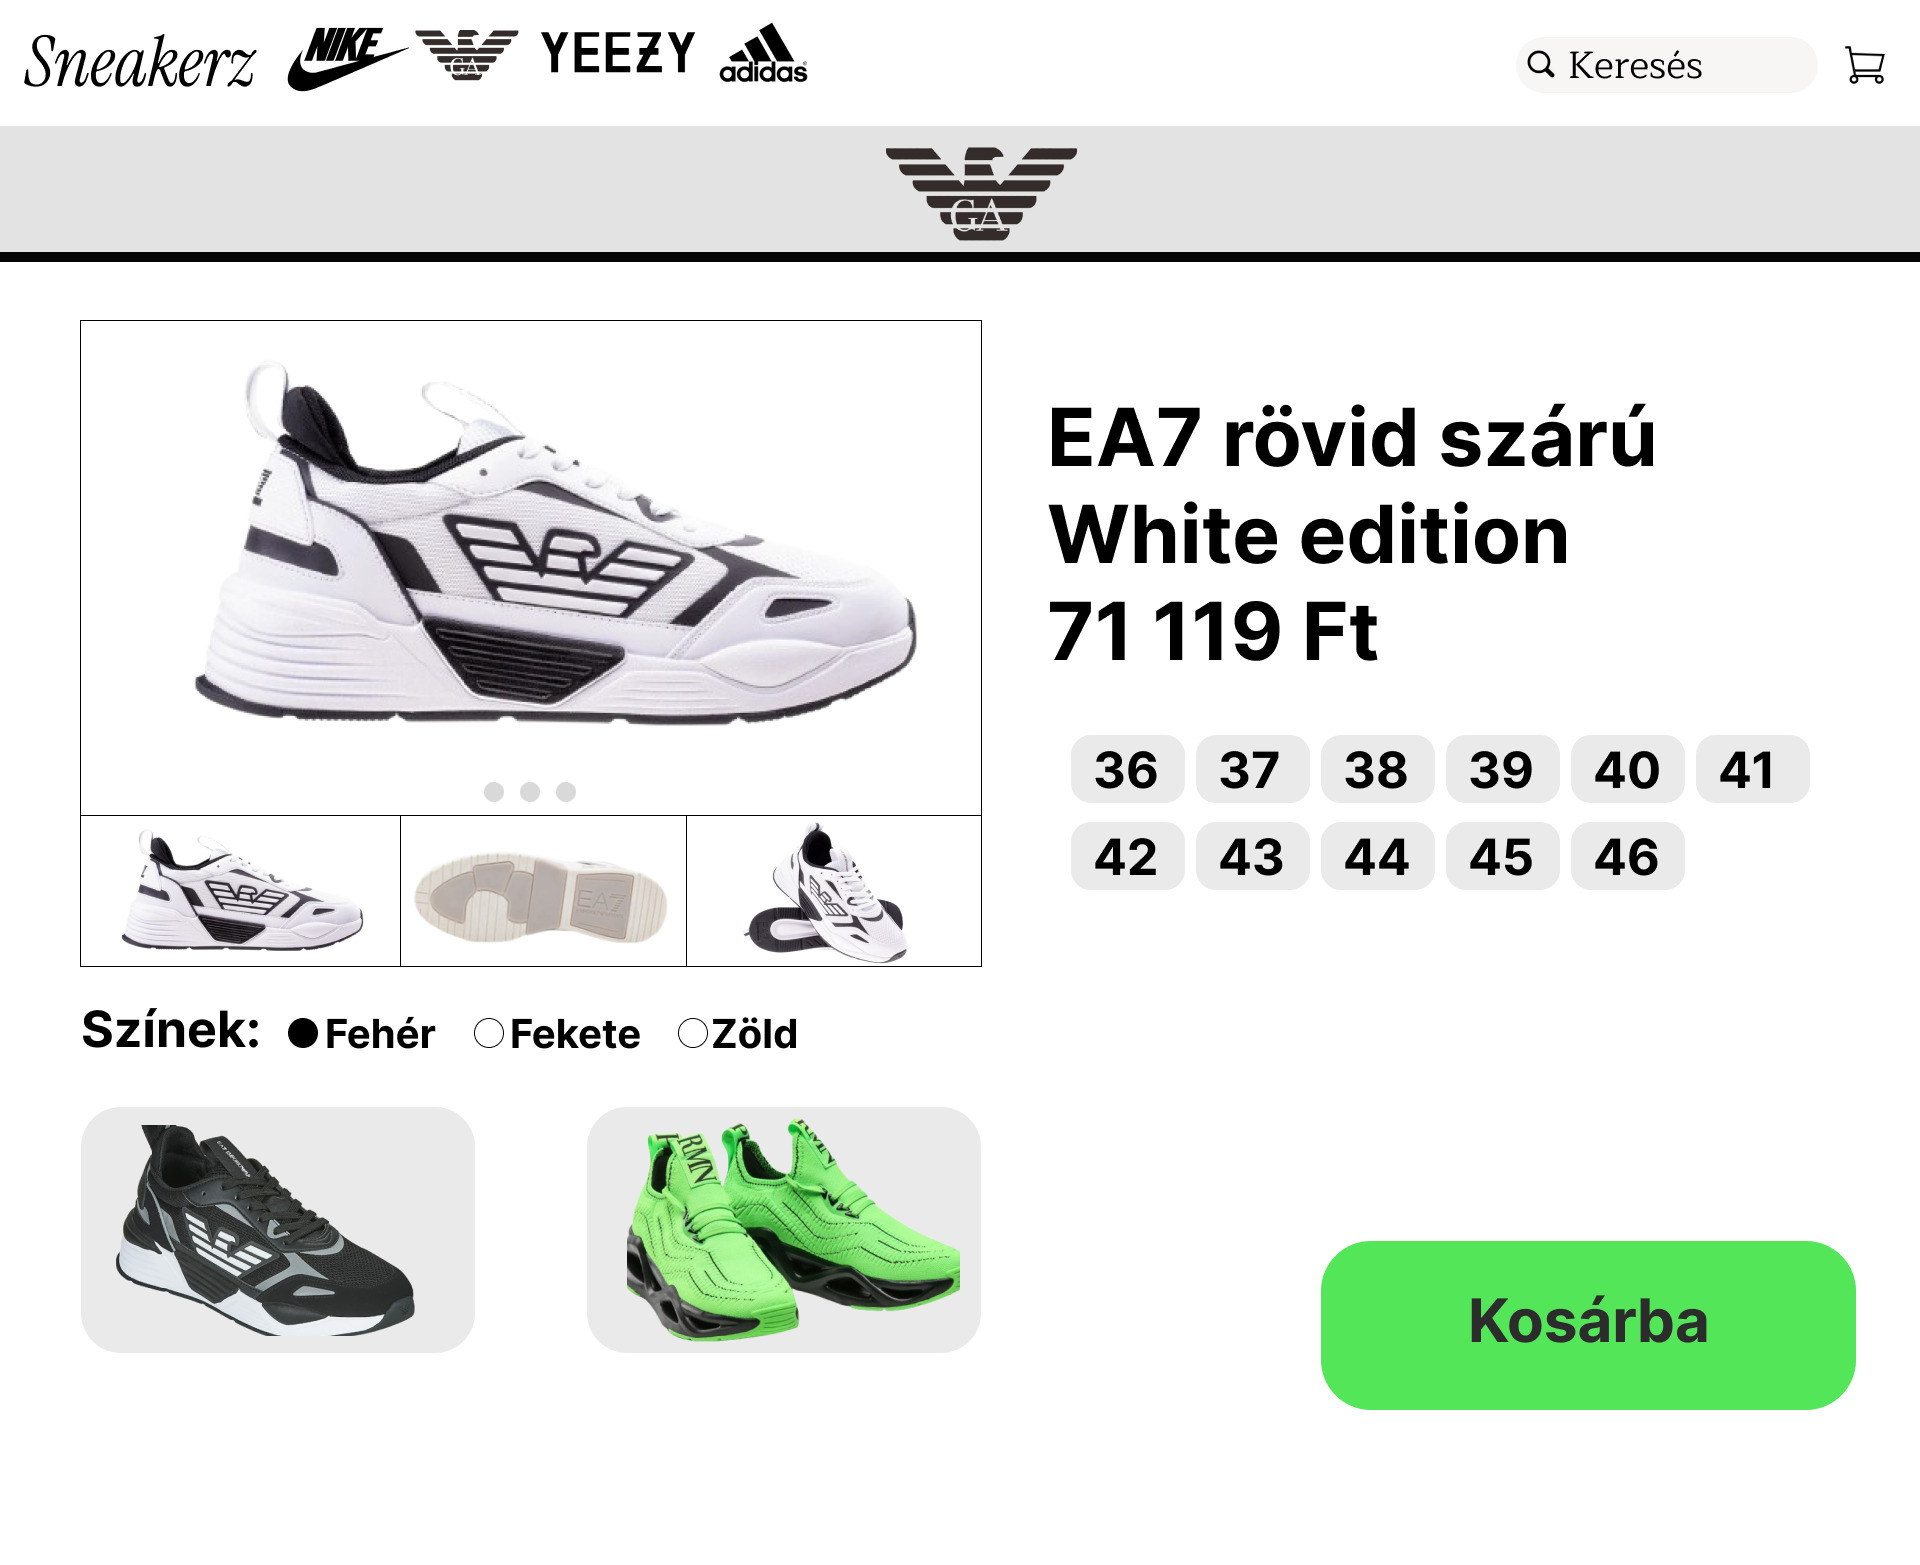 Sneakerz NIKE GA YEEZY adidas Keresés
GA
EA7 rövid szárú
White edition
71 119 Ft
36 37 38 39 40 41
42 43 44 45 46
EA7
Színek: Fehér Fekete Zöld
Kosárba